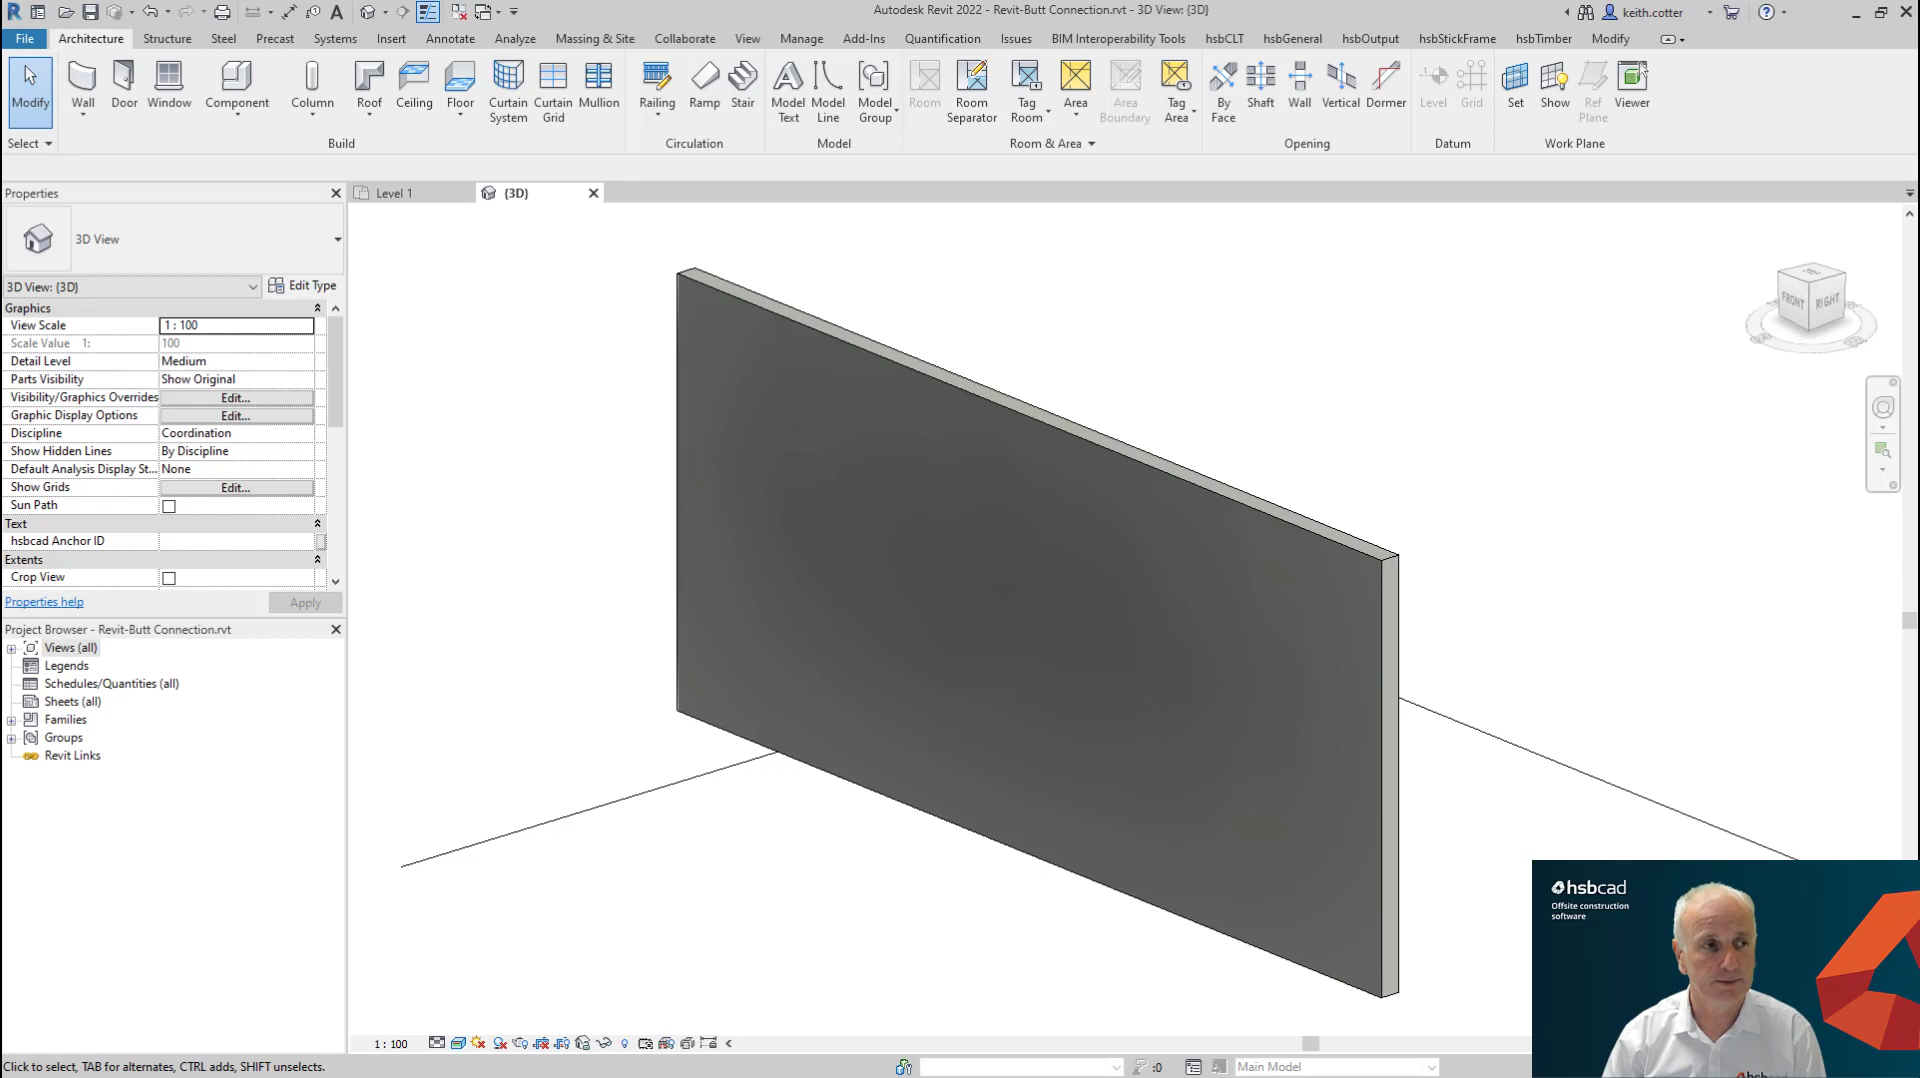 Autodesk Revit 2022 - Revit-Butt Connection.rvt - 3D View: {3D}
keith.cotter
File
Architecture
Structure
Steel
Precast
Systems
Insert
Annotate
Analyze
Massing & Site
Collaborate
View
Manage
Add-Ins
Quantification
Issues
BIM Interoperability Tools
hsbCLT
hsbGeneral
hsbOutput
hsbStickFrame
hsbTimber
Modify
Modify
Wall
Door
Window
Component
Column
Roof
Ceiling
Floor
Curtain
System
Curtain
Grid
Mullion
Railing
Ramp
Stair
Model
Text
Model
Line
Model
Group
Room
Room
Separator
Tag
Room
Area
Area
Boundary
Tag
Area
By
Face
Shaft
Wall
Vertical
Dormer
Level
Grid
Set
Show
Ref
Plane
Viewer
Select
Build
Circulation
Model
Room & Area
Opening
Datum
Work Plane
Properties
Level 1
{3D}
3D View
3D View: {3D}
Edit Type
Graphics
View Scale 1 : 100
Scale Value 1: 100
Detail Level Medium
Parts Visibility Show Original
Visibility/Graphics Overrides Edit...
Graphic Display Options Edit...
Discipline Coordination
Show Hidden Lines By Discipline
Default Analysis Display St... None
Show Grids Edit...
Sun Path
Text
hsbcad Anchor ID
Extents
Crop View
Properties help
Apply
Project Browser - Revit-Butt Connection.rvt
Views (all)
Legends
Schedules/Quantities (all)
Sheets (all)
Families
Groups
Revit Links
FRONT
RIGHT
hsbcad
Offsite construction
software
hsbcad
1 : 100
Click to select, TAB for alternates, CTRL adds, SHIFT unselects.
:0
Main Model